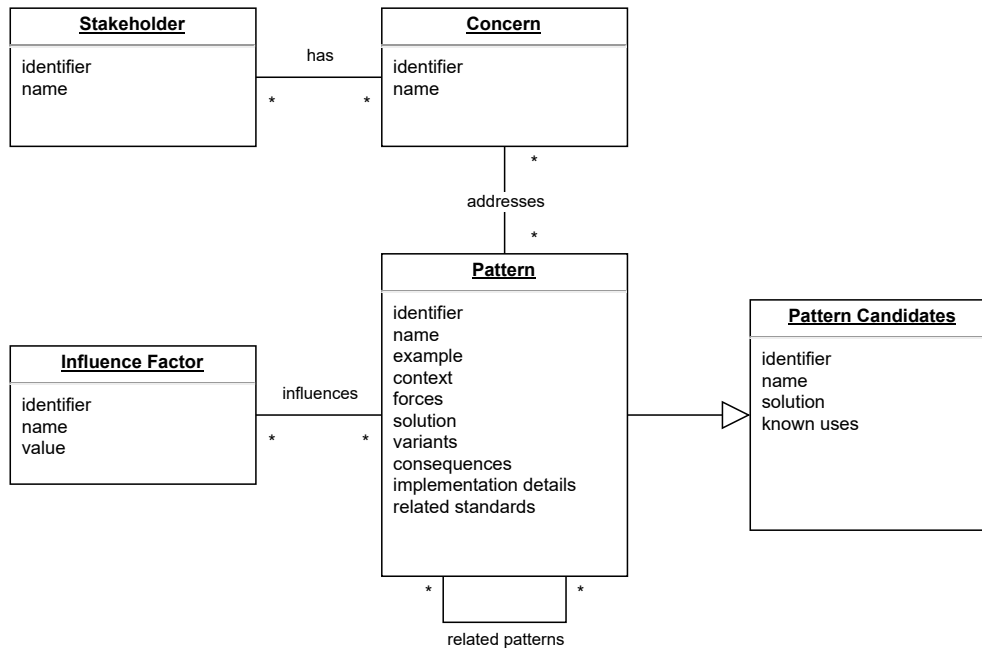 Stakeholder
identifier
name
has
*
*
Concern
identifier
name
*
addresses
*
Pattern
identifier
name
example
context
forces
solution
variants
consequences
implementation details
related standards
Influence Factor
identifier
name
value
influences
*
*
Pattern Candidates
identifier
name
solution
known uses
*
*
related patterns